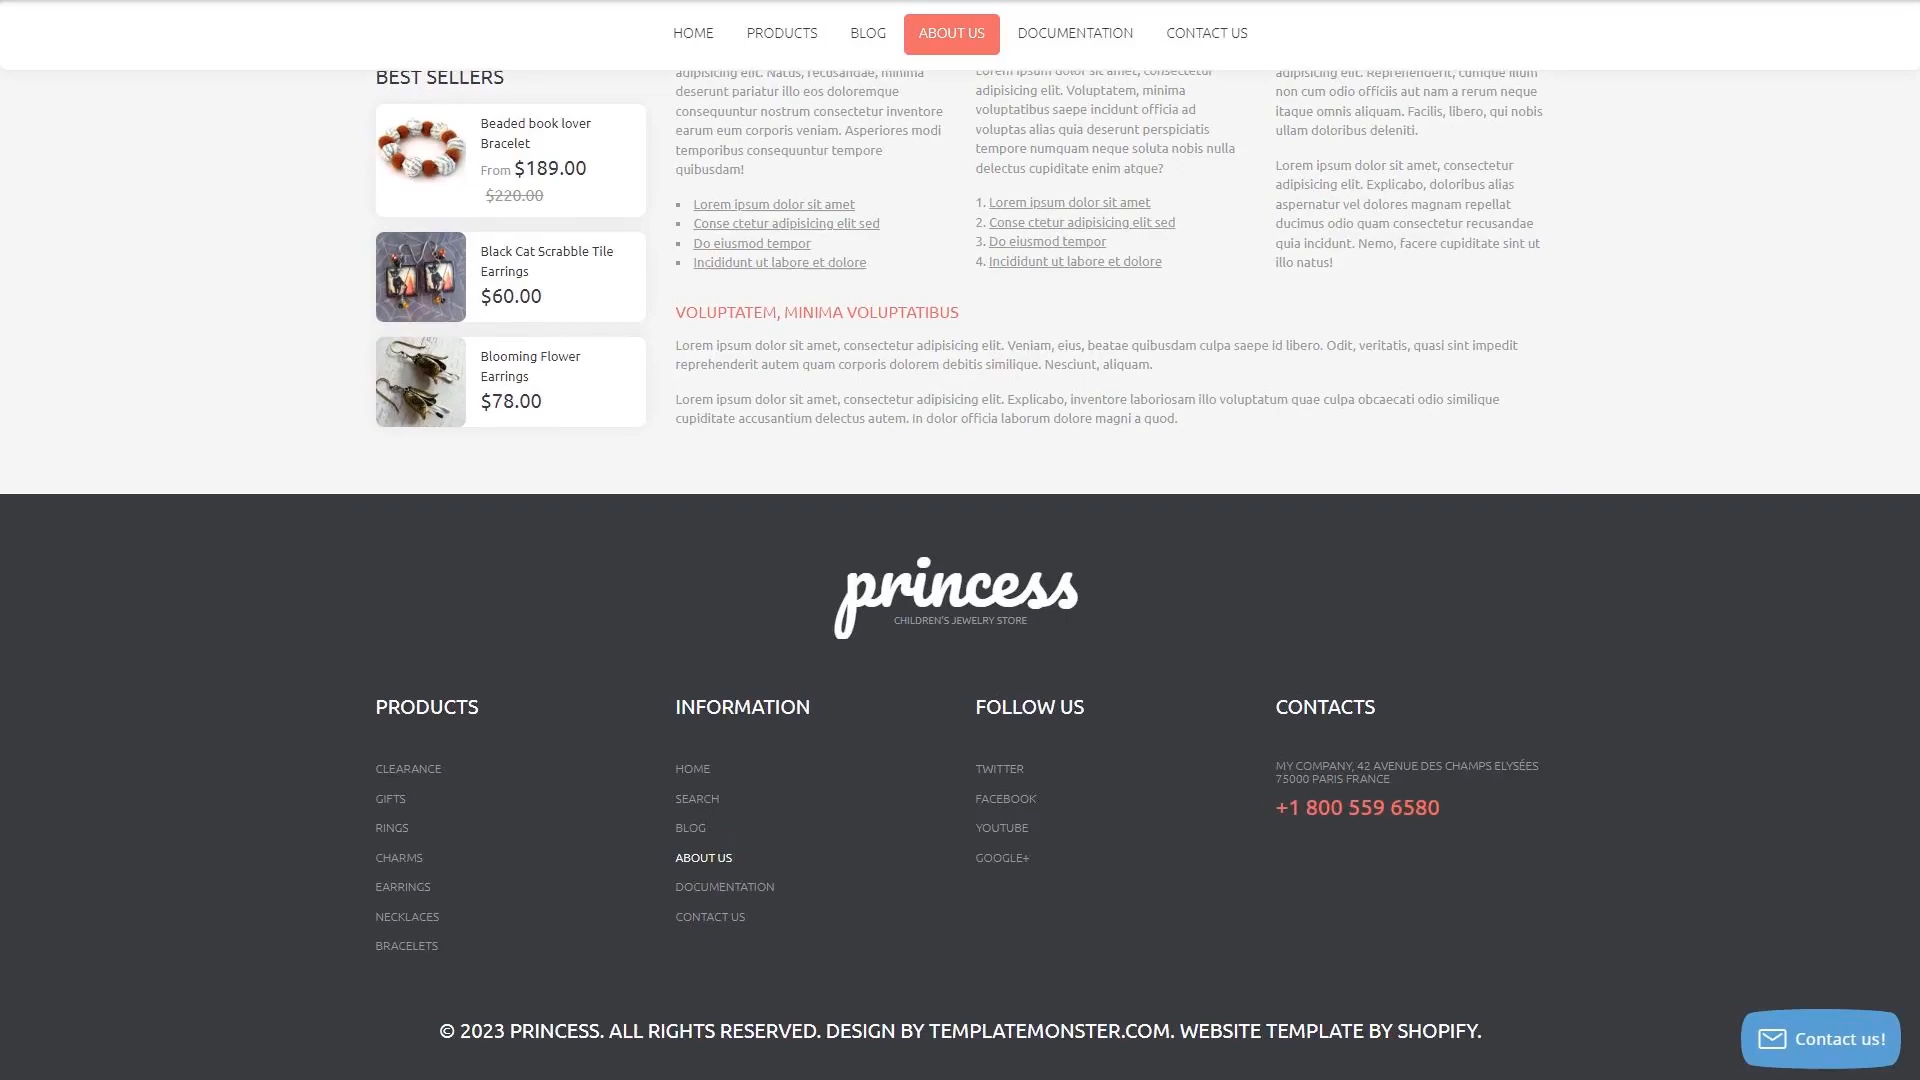 HOME
PRODUCTS
BLOG
ABOUT US
DOCUMENTATION
CONTACT US
BEST SELLERS
Beaded book lover
Bracelet
From $189.00
$220.00
Black Cat Scrabble Tile
Earrings
$60.00
Blooming Flower
Earrings
$78.00
adipisicing elit. Natus, recusandae, minima
deserunt pariatur illo eos doloremque
consequuntur nostrum consectetur inventore
earum eum corporis veniam. Asperiores modi
temporibus consequuntur tempore
quibusdam!
▪ Lorem ipsum dolor sit amet
▪ Conse ctetur adipisicing elit sed
▪ Do eiusmod tempor
▪ Incididunt ut labore et dolore
Lorem ipsum dolor sit amet, consectetur
adipisicing elit. Voluptatem, minima
voluptatibus saepe incidunt officia ad
voluptas alias quia deserunt perspiciatis
tempore numquam neque soluta nobis nulla
delectus cupiditate enim atque?
1. Lorem ipsum dolor sit amet
2. Conse ctetur adipisicing elit sed
3. Do eiusmod tempor
4. Incididunt ut labore et dolore
adipisicing elit. Reprehenderit, cumque illum
non cum odio officiis aut nam a rerum neque
itaque omnis aliquam. Facilis, libero, qui nobis
ullam doloribus deleniti.
Lorem ipsum dolor sit amet, consectetur
adipisicing elit. Explicabo, doloribus alias
aspernatur vel dolores magnam repellat
ducimus odio quam consectetur recusandae
quia incidunt. Nemo, facere cupiditate sint ut
illo natus!
VOLUPTATEM, MINIMA VOLUPTATIBUS
Lorem ipsum dolor sit amet, consectetur adipisicing elit. Veniam, eius, beatae quibusdam culpa saepe id libero. Odit, veritatis, quasi sint impedit
reprehenderit autem quam corporis dolorem debitis similique. Nesciunt, aliquam.
Lorem ipsum dolor sit amet, consectetur adipisicing elit. Explicabo, inventore laboriosam illo voluptatum quae culpa obcaecati odio similique
cupiditate accusantium delectus autem. In dolor officia laborum dolore magni a quod.
princess
CHILDREN'S JEWELRY STORE
PRODUCTS
CLEARANCE
GIFTS
RINGS
CHARMS
EARRINGS
NECKLACES
BRACELETS
INFORMATION
HOME
SEARCH
BLOG
ABOUT US
DOCUMENTATION
CONTACT US
FOLLOW US
TWITTER
FACEBOOK
YOUTUBE
GOOGLE+
CONTACTS
MY COMPANY, 42 AVENUE DES CHAMPS ELYSÉES
75000 PARIS FRANCE
+1 800 559 6580
© 2023 PRINCESS. ALL RIGHTS RESERVED. DESIGN BY TEMPLATEMONSTER.COM. WEBSITE TEMPLATE BY SHOPIFY.
Contact us!